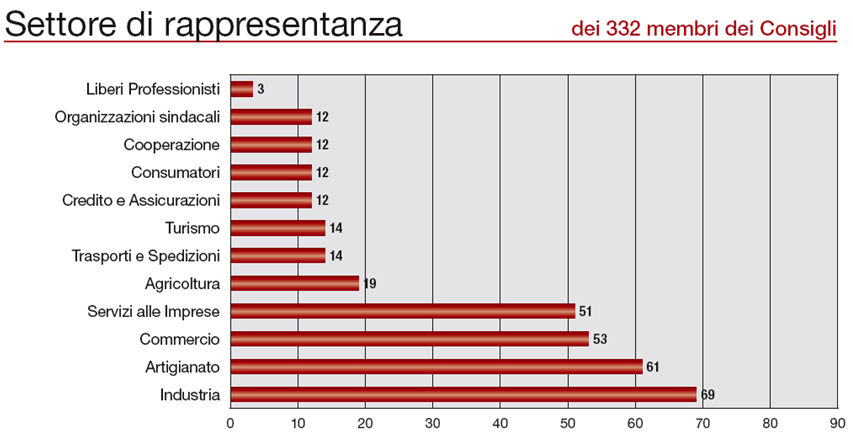 Settore di rappresentanza dei 332 membri dei Consigli
Liberi Professionisti 3
Organizzazioni sindacali 12
Cooperazione 12
Consumatori 12
Credito e Assicurazioni 12
Turismo 14
Trasporti e Spedizioni 14
Agricoltura 19
Servizi alle Imprese 51
Commercio 53
Artigianato 61
Industria 69
0 10 20 30 40 50 60 70 80 90